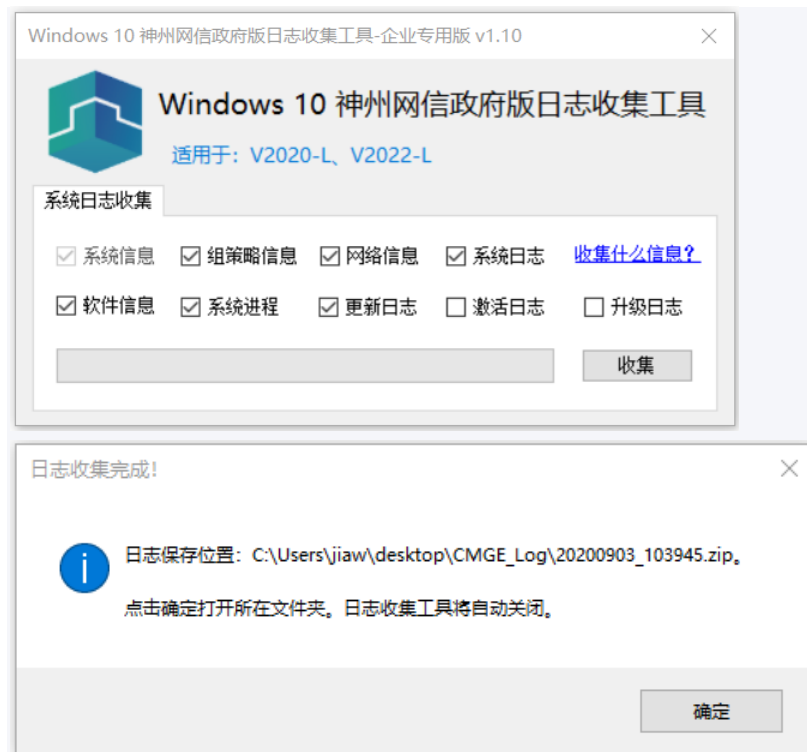 Windows 10 神州网信政府版日志收集工具-企业专用版 v1.10
Windows 10 神州网信政府版日志收集工具
适用于：V2020-L、V2022-L
系统日志收集
系统信息 组策略信息 网络信息 系统日志 收集什么信息？
软件信息 系统进程 更新日志 激活日志 升级日志
收集
日志收集完成!
日志保存位置：C:\Users\jiaw\desktop\CMGE_Log\20200903_103945.zip。
点击确定打开所在文件夹。日志收集工具将自动关闭。
确定